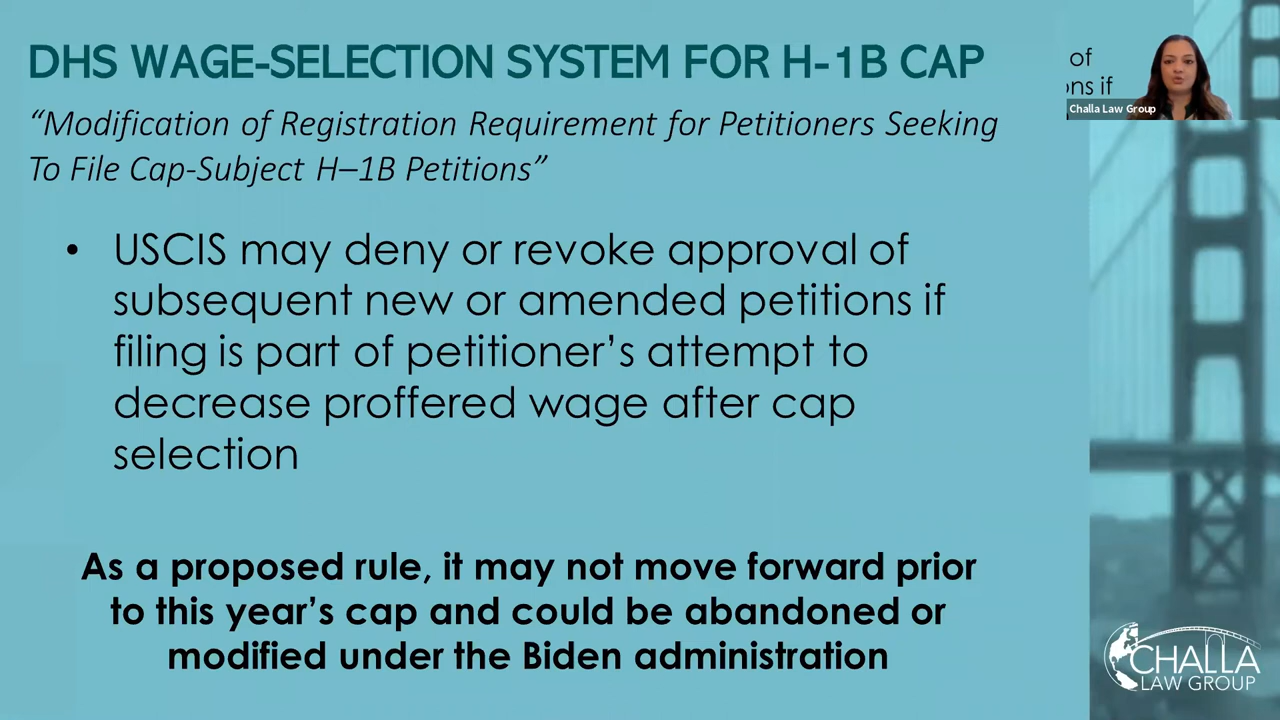 DHS WAGE-SELECTION SYSTEM FOR H-1B CAP
“Modification of Registration Requirement for Petitioners Seeking
To File Cap-Subject H–1B Petitions”
• USCIS may deny or revoke approval of
subsequent new or amended petitions if
filing is part of petitioner’s attempt to
decrease proffered wage after cap
selection
As a proposed rule, it may not move forward prior
to this year’s cap and could be abandoned or
modified under the Biden administration
of
ns if
Challa Law Group
CHALLA
LAW GROUP